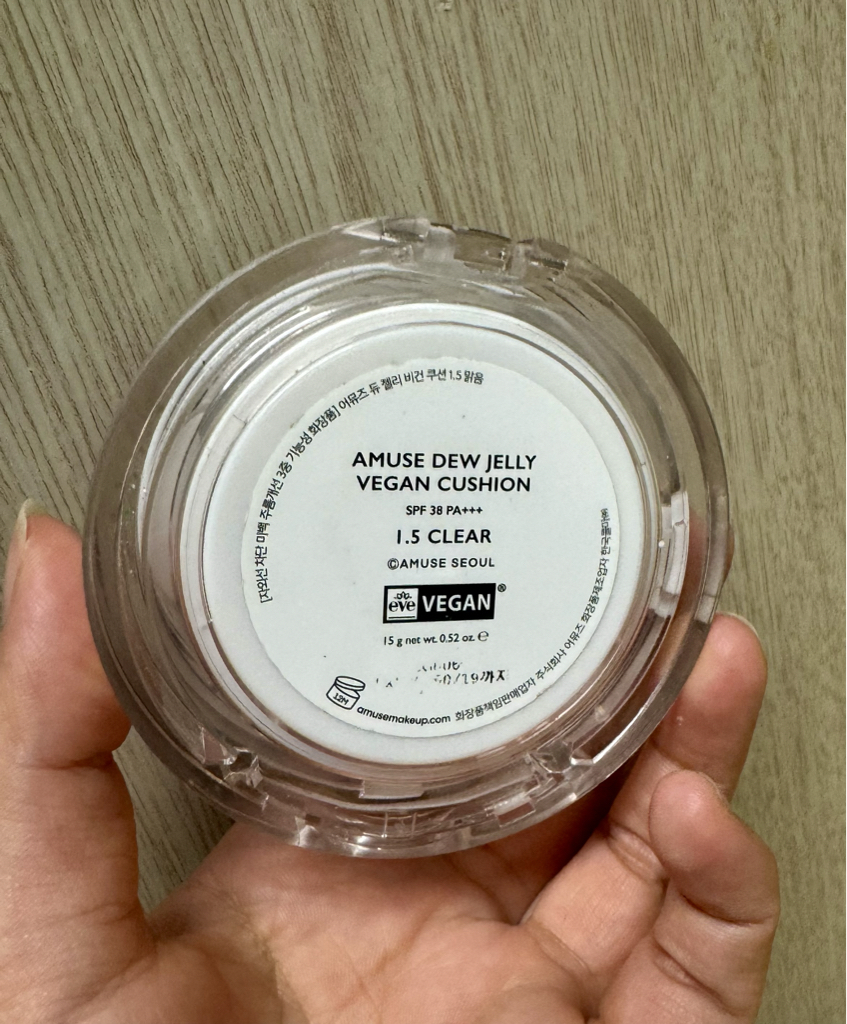 [자외선 차단 미백 주름개선 3중 기능성 화장품] 어뮤즈 듀 젤리 비건 쿠션 1.5 맑음
AMUSE DEW JELLY
VEGAN CUSHION
SPF 38 PA+++
1.5 CLEAR
©AMUSE SEOUL
eve VEGAN®
15 g net wt. 0.52 oz. ℮
/19까지
12M
amusemakeup.com 화장품책임판매업자 주식회사 어뮤즈 화장품제조업자 한국콜마㈜